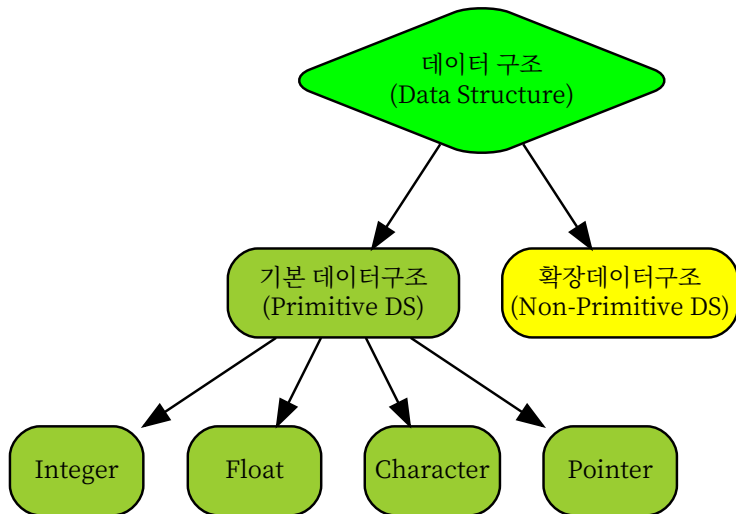 데이터 구조
(Data Structure)
기본 데이터구조
(Primitive DS)
확장데이터구조
(Non-Primitive DS)
Integer
Float
Character
Pointer